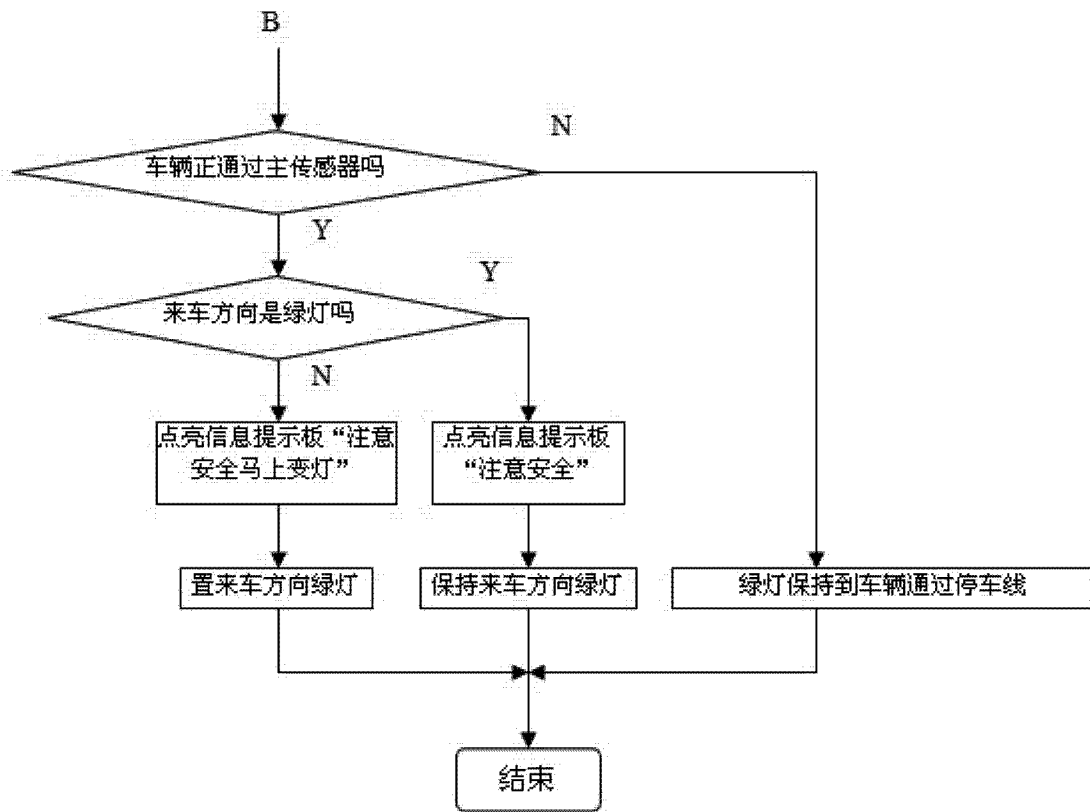 B
N
车辆正通过主传感器吗
Y
Y
来车方向是绿灯吗
N
点亮信息提示板“注意
安全马上变灯”
点亮信息提示板
“注意安全”
置来车方向绿灯
保持来车方向绿灯
绿灯保持到车辆通过停车线
结束